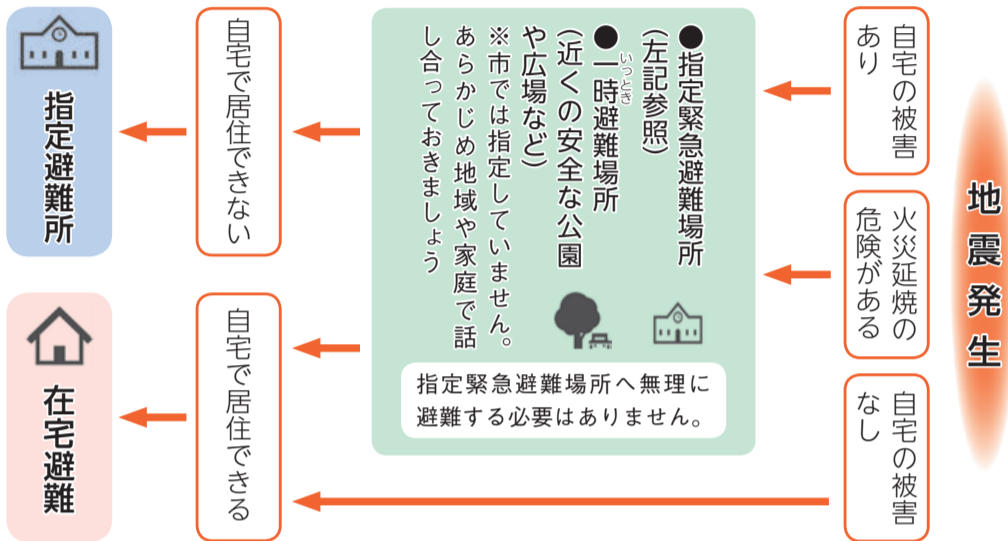 地震発生
自宅の被害
あり
火災延焼の
危険がある
自宅の被害
なし
●指定緊急避難場所
(左記参照)
いっとき
●一時避難場所
(近くの安全な公園
や広場など)
※市では指定していません。
あらかじめ地域や家庭で話
し合っておきましょう
指定緊急避難場所へ無理に
避難する必要はありません。
自宅で居住できない
自宅で居住できる
指定避難所
在宅避難